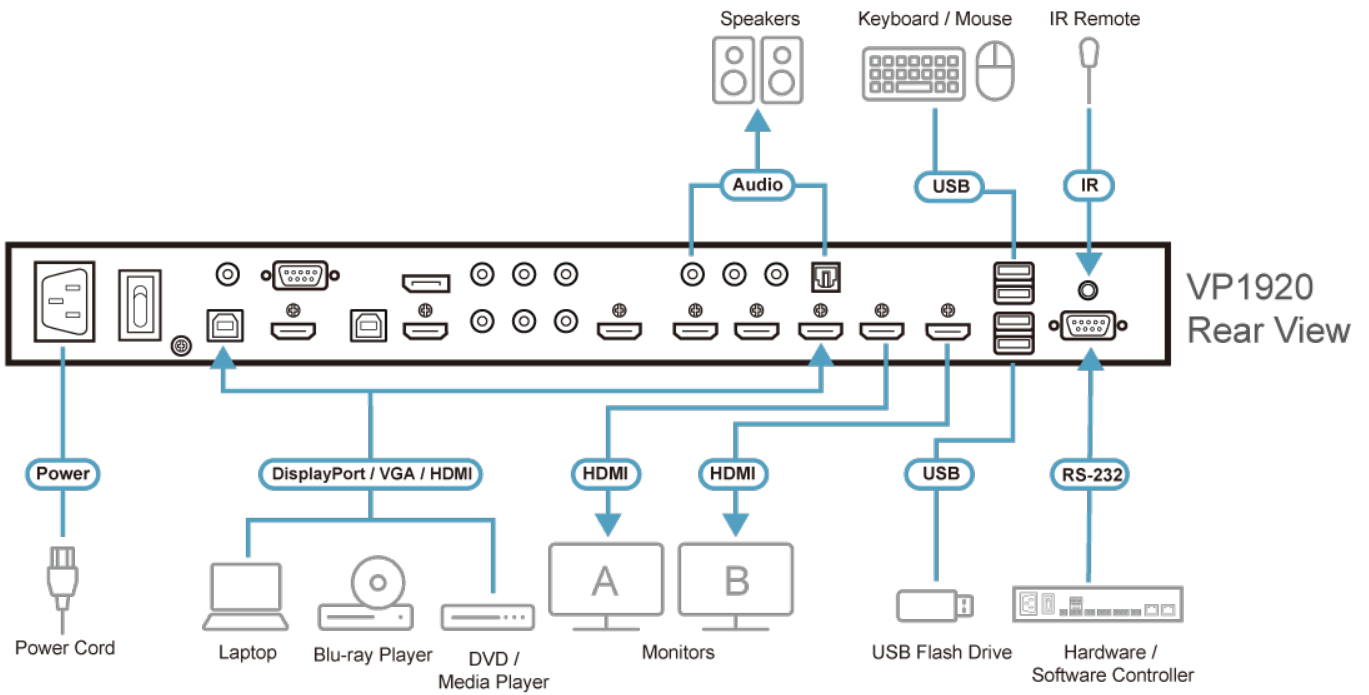 Speakers
Keyboard / Mouse
IR Remote
Audio
USB
IR
VP1920
Rear View
Power
DisplayPort / VGA / HDMI
HDMI
HDMI
USB
RS-232
A
B
Power Cord
Laptop
Blu-ray Player
DVD /
Media Player
Monitors
USB Flash Drive
Hardware /
Software Controller